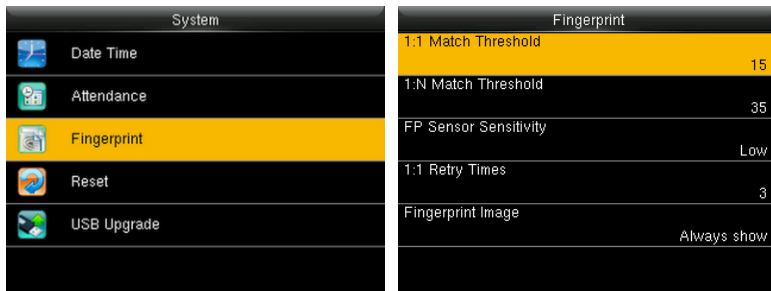 System
Date Time
Attendance
Fingerprint
Reset
USB Upgrade
Fingerprint
1:1 Match Threshold
15
1:N Match Threshold
35
FP Sensor Sensitivity
Low
1:1 Retry Times
3
Fingerprint Image
Always show